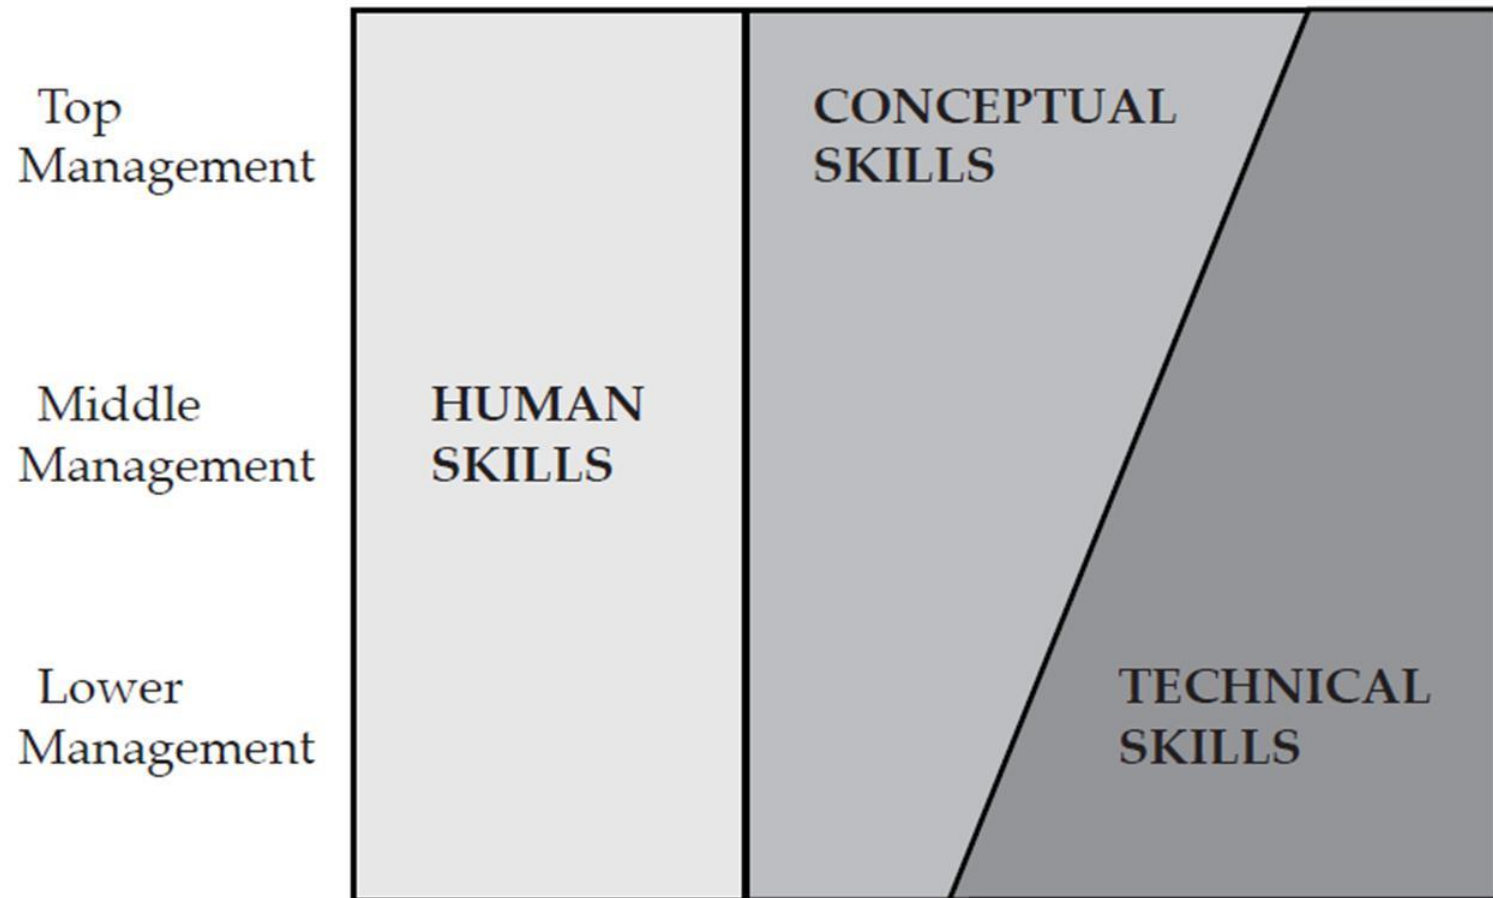 Top
Management
CONCEPTUAL
SKILLS
Middle
Management
HUMAN
SKILLS
Lower
Management
TECHNICAL
SKILLS